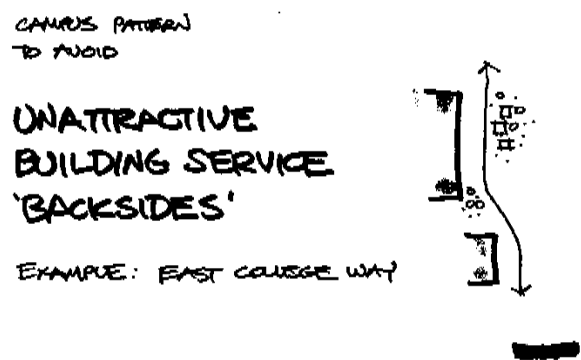 CAMPUS PATTERN
TO AVOID
UNATTRACTIVE
BUILDING SERVICE
'BACKSIDES'
EXAMPLE: EAST COLLEGE WAY